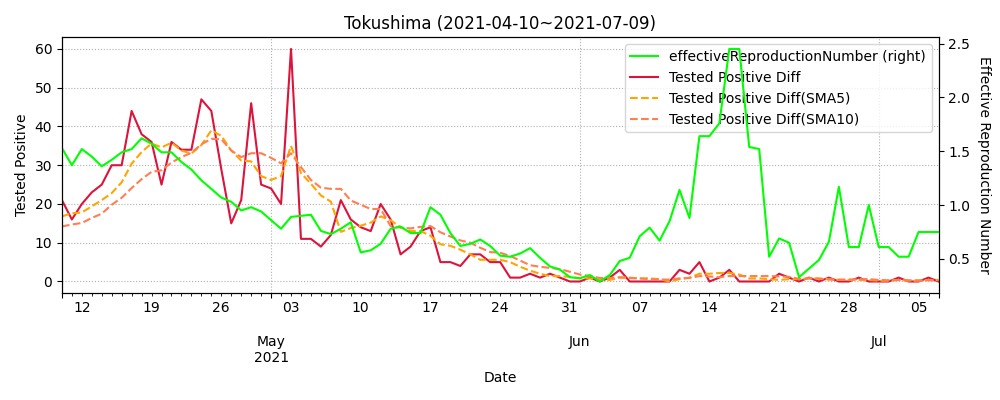 Tokushima (2021-04-10~2021-07-09)
effectiveReproductionNumber (right)
Tested Positive Diff
Tested Positive Diff(SMA5)
Tested Positive Diff(SMA10)
Tested Positive
60
50
40
30
20
10
0
2.5
2.0
1.5
1.0
0.5
Effective Reproduction Number
12 19 26 03 10 17 24 31 07 14 21 28 05
May Jun Jul
2021
Date